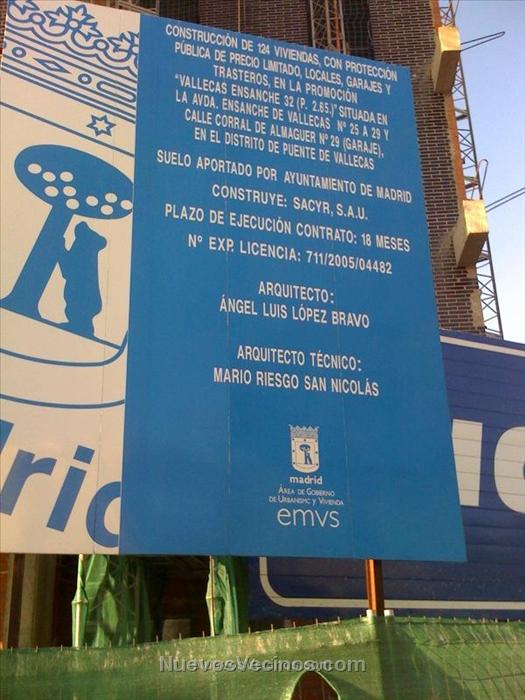 CONSTRUCCIÓN DE 124 VIVIENDAS, CON PROTECCIÓN
PÚBLICA DE PRECIO LIMITADO, LOCALES, GARAJES Y
TRASTEROS, EN LA PROMOCIÓN
"VALLECAS ENSANCHE 32 (P. 2.65.)" SITUADA EN
LA AVDA. ENSANCHE DE VALLECAS Nº 25 A 29 Y
CALLE CORRAL DE ALMAGUER Nº 29 (GARAJE),
EN EL DISTRITO DE PUENTE DE VALLECAS
SUELO APORTADO POR AYUNTAMIENTO DE MADRID
CONSTRUYE: SACYR, S.A.U.
PLAZO DE EJECUCIÓN CONTRATO: 18 MESES
Nº EXP. LICENCIA: 711/2005/04482
ARQUITECTO:
ÁNGEL LUIS LÓPEZ BRAVO
ARQUITECTO TÉCNICO:
MARIO RIESGO SAN NICOLÁS
madrid
ÁREA DE GOBIERNO
DE URBANISMO Y VIVIENDA
emvs
adrid
NuevosVecinos.com